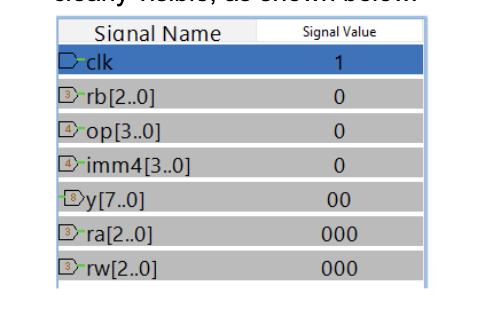 clearly visible, as shown below.
Signal Name Signal Value
clk 1
3 rb[2..0] 0
4 op[3..0] 0
4 imm4[3..0] 0
8 y[7..0] 00
3 ra[2..0] 000
3 rw[2..0] 000